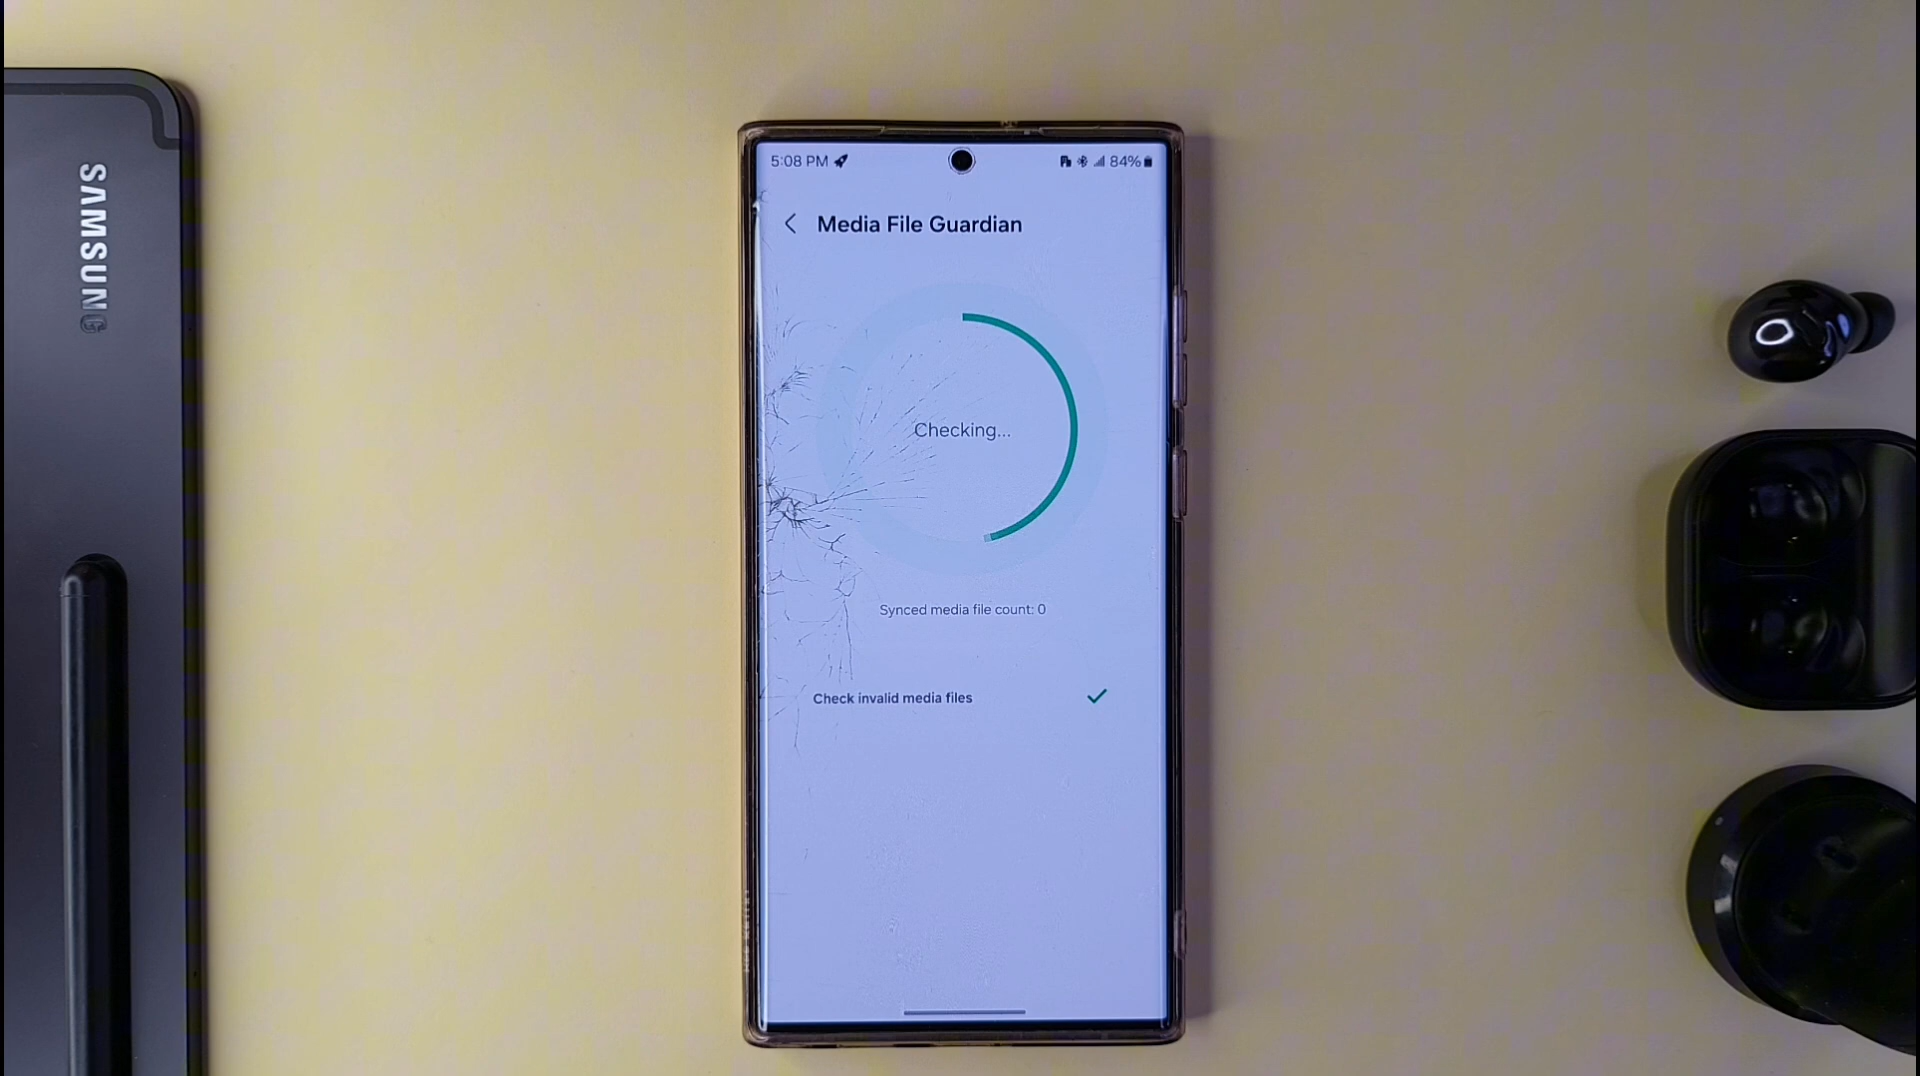 SAMSUNG
5:08 PM
84%
Media File Guardian
Checking...
Synced media file count: 0
Check invalid media files